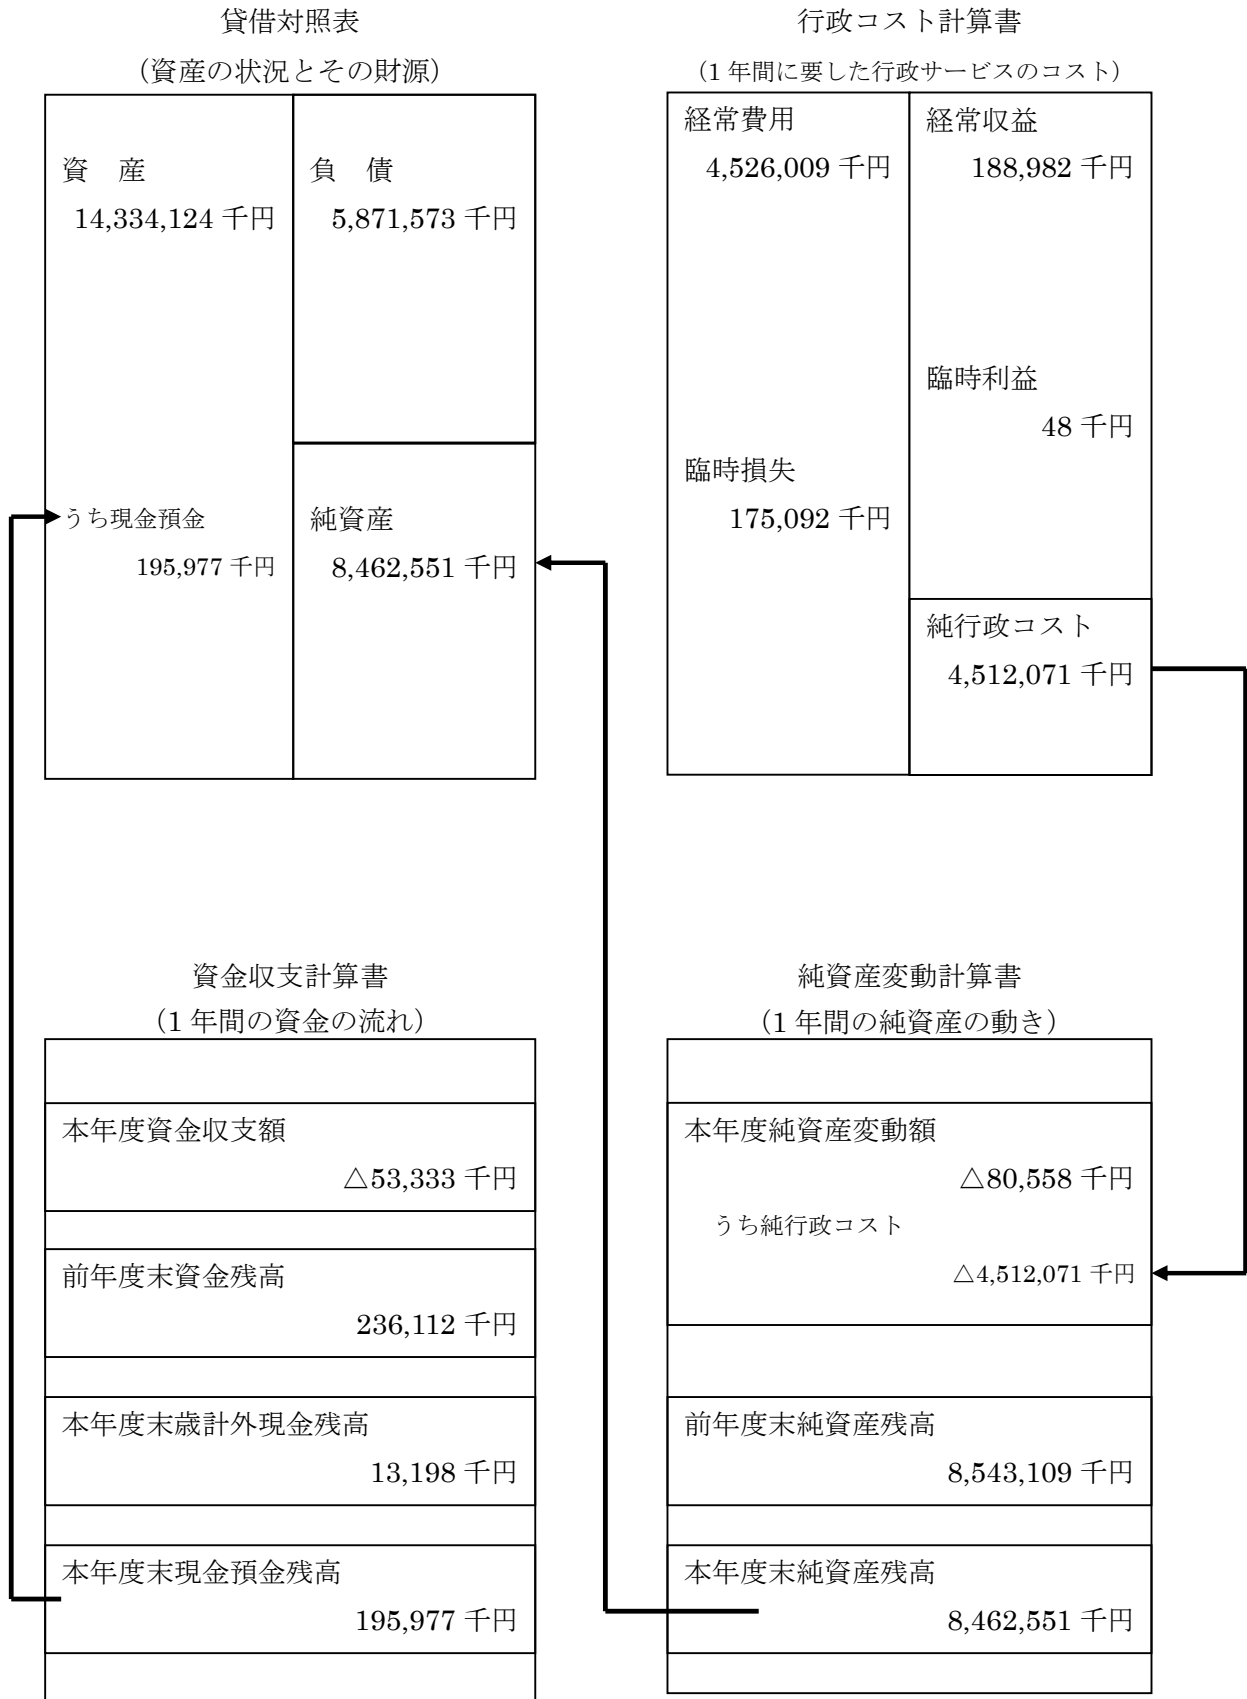 貸借対照表
（資産の状況とその財源）
資　産
14,334,124 千円
うち現金預金
195,977 千円
負　債
5,871,573 千円
純資産
8,462,551 千円
行政コスト計算書
（1 年間に要した行政サービスのコスト）
経常費用
4,526,009 千円
臨時損失
175,092 千円
経常収益
188,982 千円
臨時利益
48 千円
純行政コスト
4,512,071 千円
資金収支計算書
（1 年間の資金の流れ）
本年度資金収支額
△53,333 千円
前年度末資金残高
236,112 千円
本年度末歳計外現金残高
13,198 千円
本年度末現金預金残高
195,977 千円
純資産変動計算書
（1 年間の純資産の動き）
本年度純資産変動額
△80,558 千円
うち純行政コスト
△4,512,071 千円
前年度末純資産残高
8,543,109 千円
本年度末純資産残高
8,462,551 千円